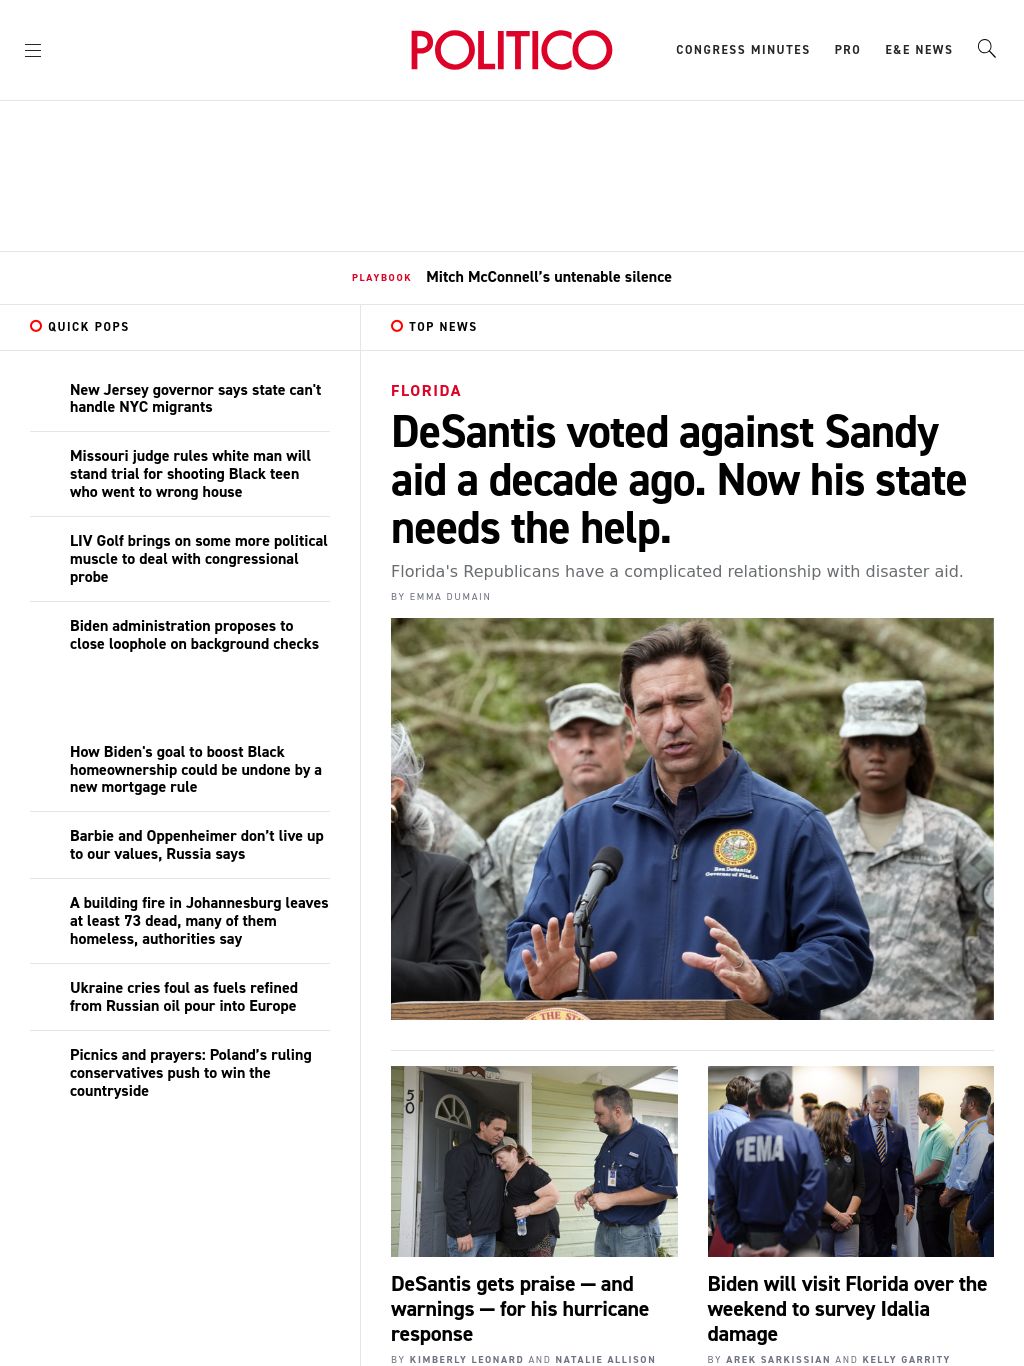 POLITICO
CONGRESS MINUTES
PRO
E&E NEWS
PLAYBOOK
Mitch McConnell’s untenable silence
QUICK POPS
New Jersey governor says state can't
handle NYC migrants
Missouri judge rules white man will
stand trial for shooting Black teen
who went to wrong house
LIV Golf brings on some more political
muscle to deal with congressional
probe
Biden administration proposes to
close loophole on background checks
How Biden's goal to boost Black
homeownership could be undone by a
new mortgage rule
Barbie and Oppenheimer don’t live up
to our values, Russia says
A building fire in Johannesburg leaves
at least 73 dead, many of them
homeless, authorities say
Ukraine cries foul as fuels refined
from Russian oil pour into Europe
Picnics and prayers: Poland’s ruling
conservatives push to win the
countryside
TOP NEWS
FLORIDA
DeSantis voted against Sandy
aid a decade ago. Now his state
needs the help.
Florida's Republicans have a complicated relationship with disaster aid.
BY EMMA DUMAIN
Ron DeSantis
Governor of Florida
THE STA
50
DeSantis gets praise — and
warnings — for his hurricane
response
BY KIMBERLY LEONARD AND NATALIE ALLISON
FEMA
Biden will visit Florida over the
weekend to survey Idalia
damage
BY AREK SARKISSIAN AND KELLY GARRITY